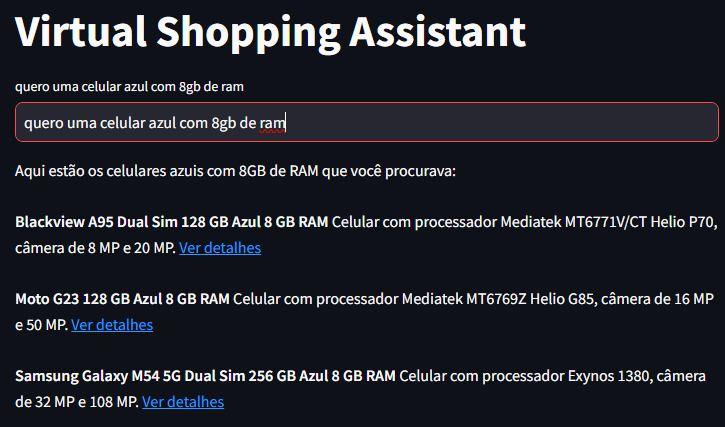 Virtual Shopping Assistant
quero uma celular azul com 8gb de ram
quero uma celular azul com 8gb de ram
Aqui estão os celulares azuis com 8GB de RAM que você procurava:
Blackview A95 Dual Sim 128 GB Azul 8 GB RAM Celular com processador Mediatek MT6771V/CT Helio P70,
câmera de 8 MP e 20 MP. Ver detalhes
Moto G23 128 GB Azul 8 GB RAM Celular com processador Mediatek MT6769Z Helio G85, câmera de 16 MP
e 50 MP. Ver detalhes
Samsung Galaxy M54 5G Dual Sim 256 GB Azul 8 GB RAM Celular com processador Exynos 1380, câmera
de 32 MP e 108 MP. Ver detalhes